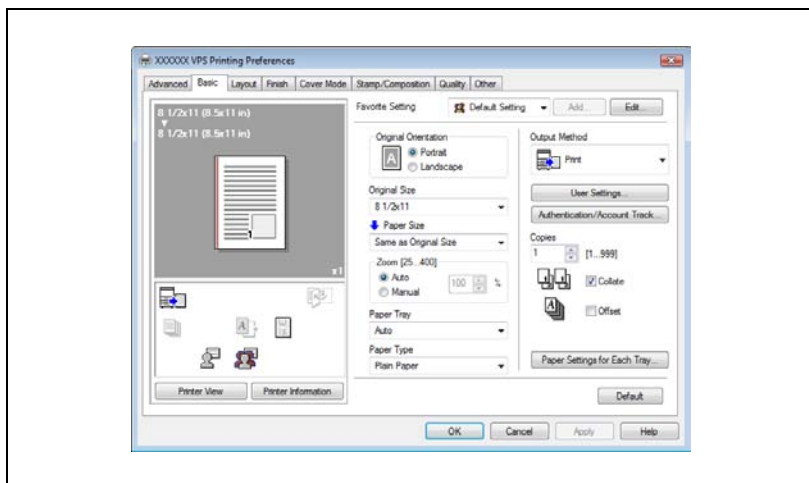 XXXXXX VPS Printing Preferences
Advanced Basic Layout Finish Cover Mode Stamp/Composition Quality Other
8 1/2x11 (8.5x11 in)
8 1/2x11 (8.5x11 in)
1
x1
Printer View Printer Information
Favorite Setting Default Setting Add... Edit...
Original Orientation
A Portrait
Landscape
Original Size
8 1/2x11
Paper Size
Same as Original Size
Zoom [25...400]
Auto
Manual
100 %
Paper Tray
Auto
Paper Type
Plain Paper
Output Method
Print
User Settings...
Authentication/Account Track...
Copies
1 [1...999]
Collate
Offset
Paper Settings for Each Tray...
Default
OK Cancel Apply Help